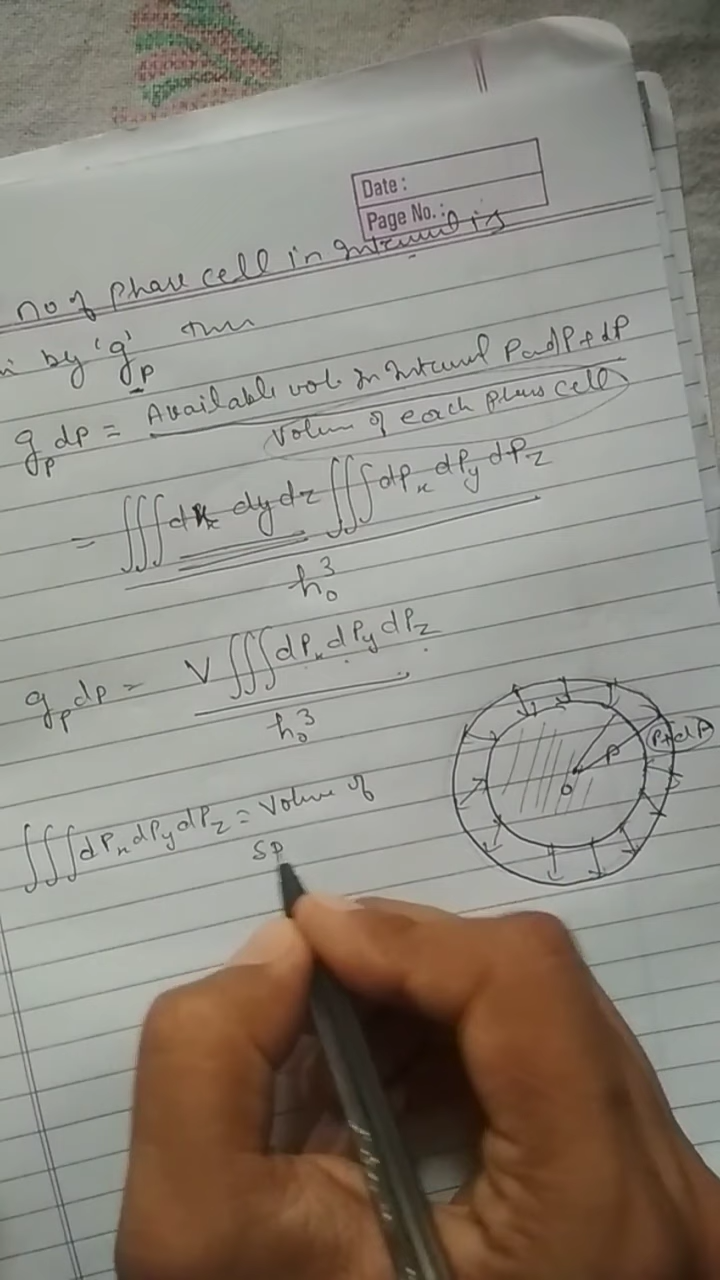 Date :
Page No. :
no of phase cell in interval is
by 'g'p then
gp dp = Available vol. in interval P and P+dP
Volum of each phase cell
= ∭dx dy dz ∭dPx dPy dPz
h₀³
gp dp = V ∭dPx dPy dPz
h₀³
P+dP
P
O
∭dPx dPy dPz = Volume of
SP